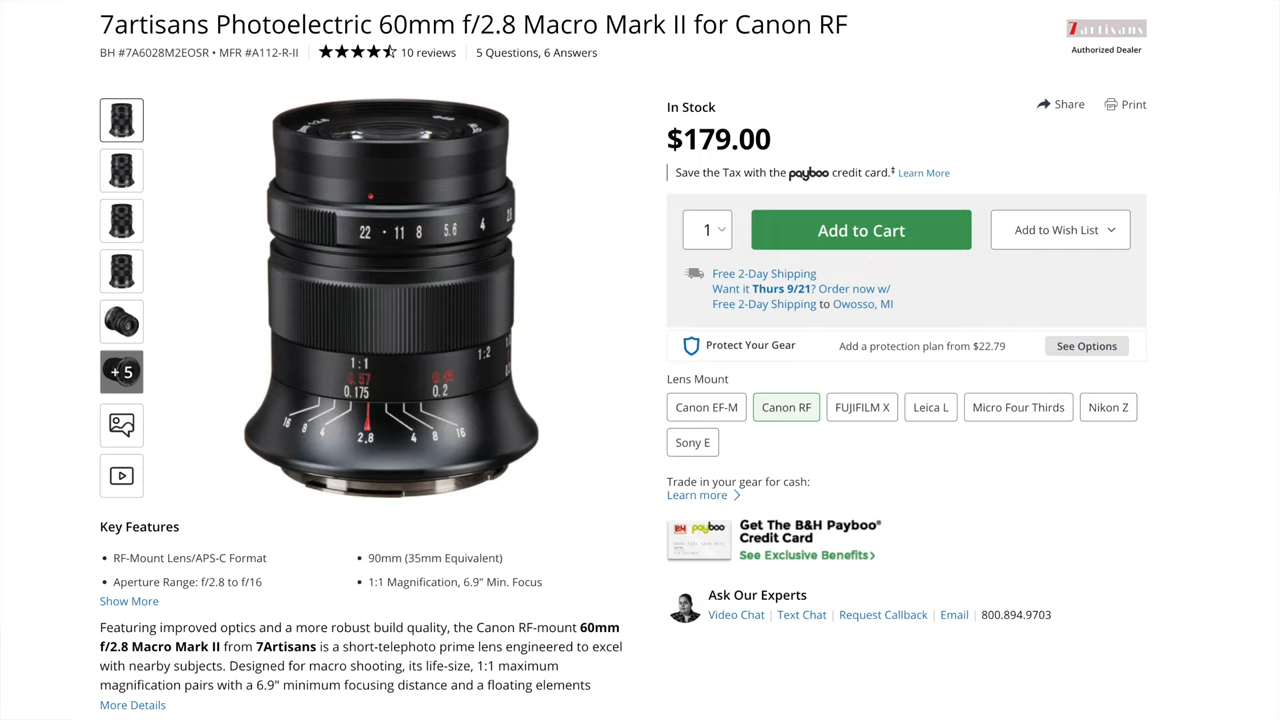 7artisans Photoelectric 60mm f/2.8 Macro Mark II for Canon RF
BH #7A6028M2EOSR • MFR #A112-R-II
10 reviews
5 Questions, 6 Answers
7artisans
Authorized Dealer
In Stock
Share
Print
$179.00
Save the Tax with the payboo credit card.‡ Learn More
1
Add to Cart
Add to Wish List
Free 2-Day Shipping
Want it Thurs 9/21? Order now w/
Free 2-Day Shipping to Owosso, MI
Protect Your Gear
Add a protection plan from $22.79
See Options
Lens Mount
Canon EF-M
Canon RF
FUJIFILM X
Leica L
Micro Four Thirds
Nikon Z
Sony E
Trade in your gear for cash:
Learn more
BH payboo
Get The B&H Payboo®
Credit Card
See Exclusive Benefits
Ask Our Experts
Video Chat | Text Chat | Request Callback | Email | 800.894.9703
+ 5
22 · 11 8 5.6 4 2.8
1:1 1:2
0.57
0.175 0.2
16 8 4 2.8 4 8 16
Key Features
• RF-Mount Lens/APS-C Format
• 90mm (35mm Equivalent)
• Aperture Range: f/2.8 to f/16
• 1:1 Magnification, 6.9" Min. Focus
Show More
Featuring improved optics and a more robust build quality, the Canon RF-mount 60mm
f/2.8 Macro Mark II from 7Artisans is a short-telephoto prime lens engineered to excel
with nearby subjects. Designed for macro shooting, its life-size, 1:1 maximum
magnification pairs with a 6.9" minimum focusing distance and a floating elements
More Details